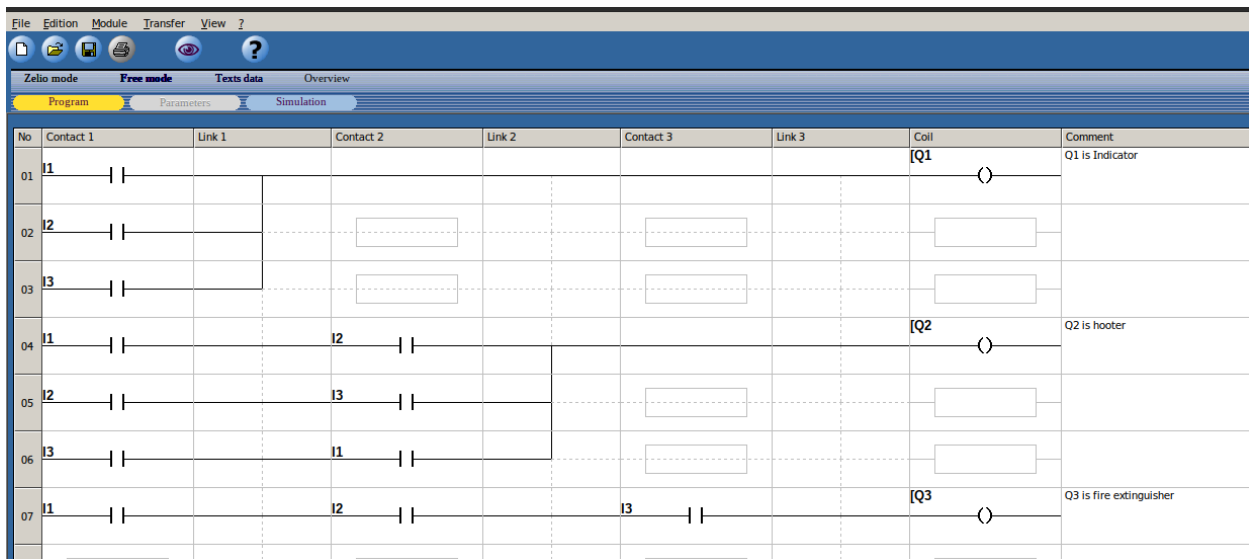 File Edition Module Transfer View ?
?
Zelio mode Free mode Texts data Overview
Program Parameters Simulation
No Contact 1 Link 1 Contact 2 Link 2 Contact 3 Link 3 Coil Comment
01 I1 [Q1 Q1 is Indicator
02 I2
03 I3
04 I1 I2 [Q2 Q2 is hooter
05 I2 I3
06 I3 I1
07 I1 I2 I3 [Q3 Q3 is fire extinguisher